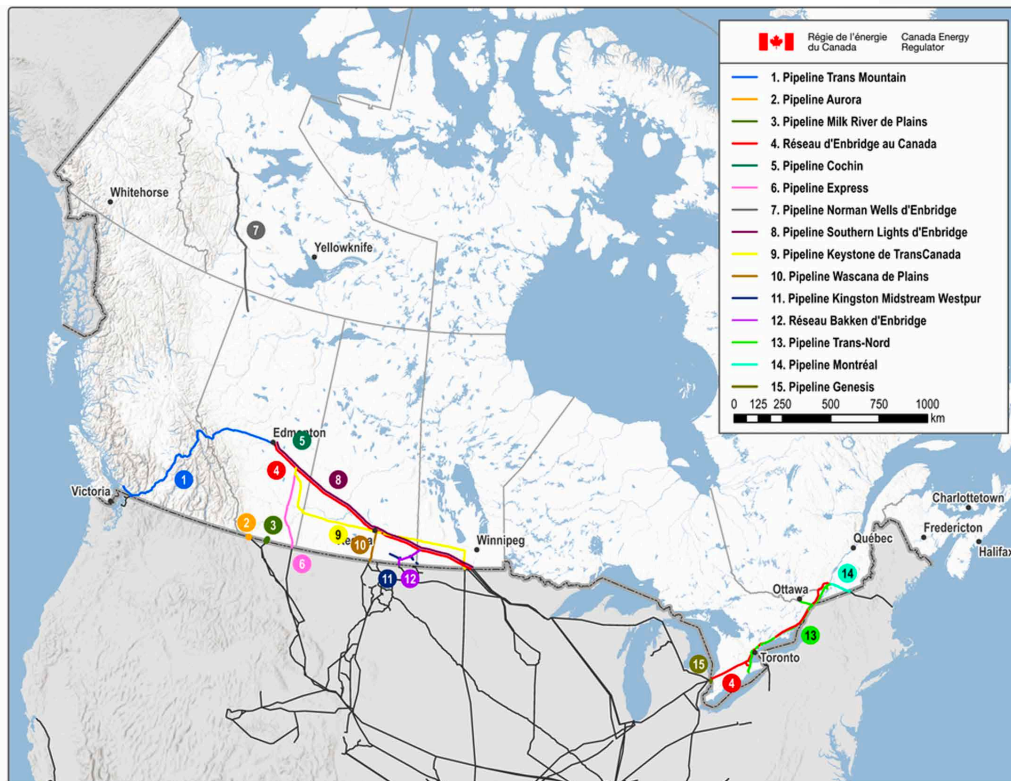 Régie de l'énergie
du Canada
Canada Energy
Regulator
1. Pipeline Trans Mountain
2. Pipeline Aurora
3. Pipeline Milk River de Plains
4. Réseau d'Enbridge au Canada
5. Pipeline Cochin
6. Pipeline Express
7. Pipeline Norman Wells d'Enbridge
8. Pipeline Southern Lights d'Enbridge
9. Pipeline Keystone de TransCanada
10. Pipeline Wascana de Plains
11. Pipeline Kingston Midstream Westpur
12. Réseau Bakken d'Enbridge
13. Pipeline Trans-Nord
14. Pipeline Montréal
15. Pipeline Genesis
0 125 250 500 750 1000
km
Whitehorse
7
Yellowknife
Edmonton
5
4
8
1
Victoria
2
3
9
10
Winnipeg
6
11
12
Charlottetown
Fredericton
Halifax
Québec
14
Ottawa
13
Toronto
15
4